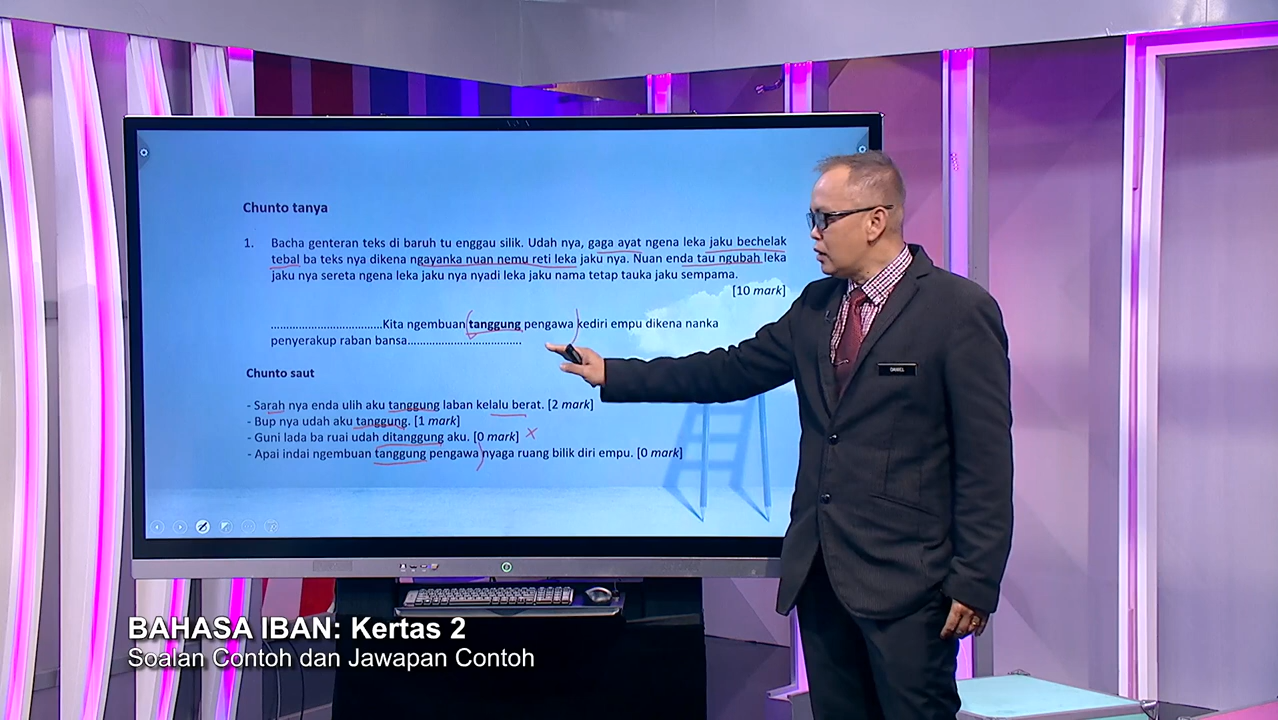 Chunto tanya
1. Bacha genteran teks di baruh tu enggau silik. Udah nya, gaga ayat ngena leka jaku bechelak
tebal ba teks nya dikena ngayanka nuan nemu reti leka jaku nya. Nuan enda tau ngubah leka
jaku nya sereta ngena leka jaku nya nyadi leka jaku nama tetap tauka jaku sempama.
[10 mark]
......................................Kita ngembuan tanggung pengawa kediri empu dikena nanka
penyerakup raban bansa......................................
Chunto saut
- Sarah nya enda ulih aku tanggung laban kelalu berat. [2 mark]
- Bup nya udah aku tanggung. [1 mark]
- Guni lada ba ruai udah ditanggung aku. [0 mark] x
- Apai indai ngembuan tanggung pengawa nyaga ruang bilik diri empu. [0 mark]
DANIEL
BAHASA IBAN: Kertas 2
Soalan Contoh dan Jawapan Contoh